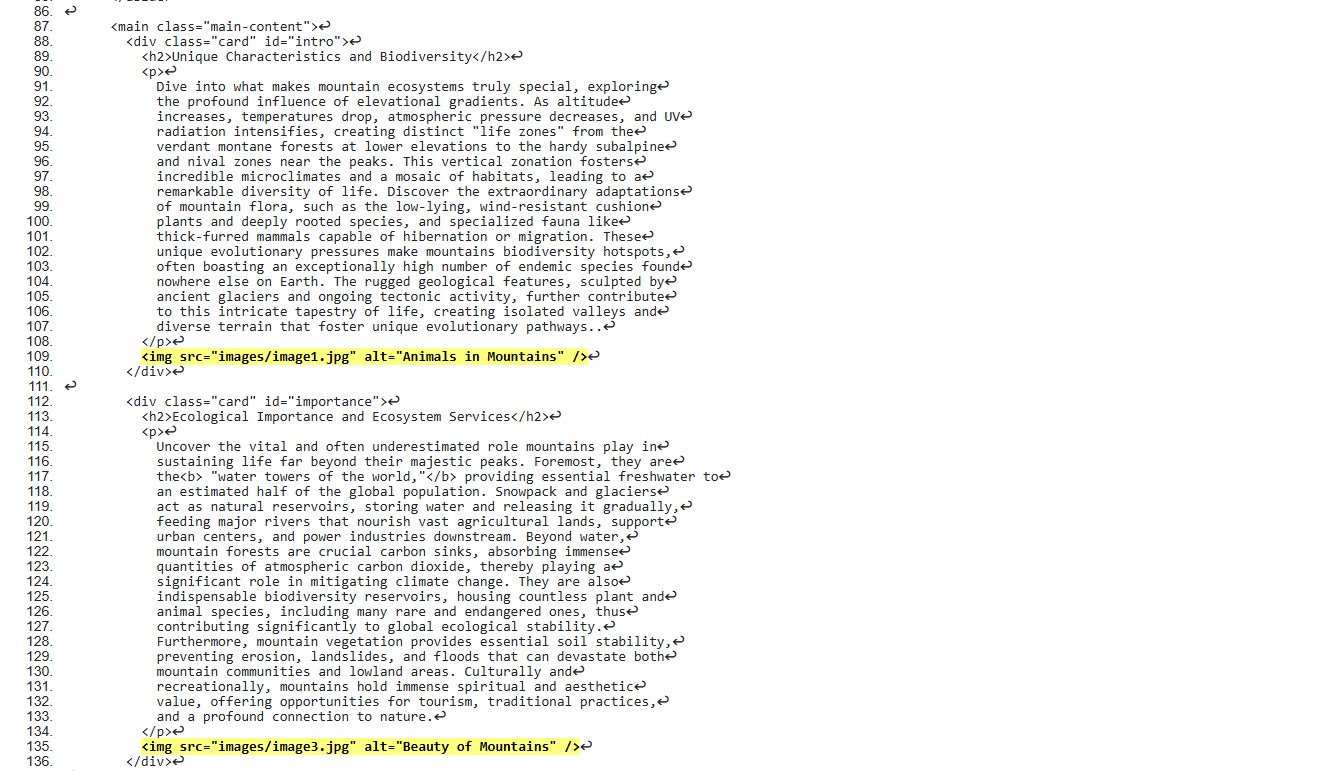 86. ↩
87. <main class="main-content">↩
88. <div class="card" id="intro">↩
89. <h2>Unique Characteristics and Biodiversity</h2>↩
90. <p>↩
91. Dive into what makes mountain ecosystems truly special, exploring↩
92. the profound influence of elevational gradients. As altitude↩
93. increases, temperatures drop, atmospheric pressure decreases, and UV↩
94. radiation intensifies, creating distinct "life zones" from the↩
95. verdant montane forests at lower elevations to the hardy subalpine↩
96. and nival zones near the peaks. This vertical zonation fosters↩
97. incredible microclimates and a mosaic of habitats, leading to a↩
98. remarkable diversity of life. Discover the extraordinary adaptations↩
99. of mountain flora, such as the low-lying, wind-resistant cushion↩
100. plants and deeply rooted species, and specialized fauna like↩
101. thick-furred mammals capable of hibernation or migration. These↩
102. unique evolutionary pressures make mountains biodiversity hotspots,↩
103. often boasting an exceptionally high number of endemic species found↩
104. nowhere else on Earth. The rugged geological features, sculpted by↩
105. ancient glaciers and ongoing tectonic activity, further contribute↩
106. to this intricate tapestry of life, creating isolated valleys and↩
107. diverse terrain that foster unique evolutionary pathways..↩
108. </p>↩
109. <img src="images/image1.jpg" alt="Animals in Mountains" />↩
110. </div>↩
111. ↩
112. <div class="card" id="importance">↩
113. <h2>Ecological Importance and Ecosystem Services</h2>↩
114. <p>↩
115. Uncover the vital and often underestimated role mountains play in↩
116. sustaining life far beyond their majestic peaks. Foremost, they are↩
117. the<b> "water towers of the world,"</b> providing essential freshwater to↩
118. an estimated half of the global population. Snowpack and glaciers↩
119. act as natural reservoirs, storing water and releasing it gradually,↩
120. feeding major rivers that nourish vast agricultural lands, support↩
121. urban centers, and power industries downstream. Beyond water,↩
122. mountain forests are crucial carbon sinks, absorbing immense↩
123. quantities of atmospheric carbon dioxide, thereby playing a↩
124. significant role in mitigating climate change. They are also↩
125. indispensable biodiversity reservoirs, housing countless plant and↩
126. animal species, including many rare and endangered ones, thus↩
127. contributing significantly to global ecological stability.↩
128. Furthermore, mountain vegetation provides essential soil stability,↩
129. preventing erosion, landslides, and floods that can devastate both↩
130. mountain communities and lowland areas. Culturally and↩
131. recreationally, mountains hold immense spiritual and aesthetic↩
132. value, offering opportunities for tourism, traditional practices,↩
133. and a profound connection to nature.↩
134. </p>↩
135. <img src="images/image3.jpg" alt="Beauty of Mountains" />↩
136. </div>↩